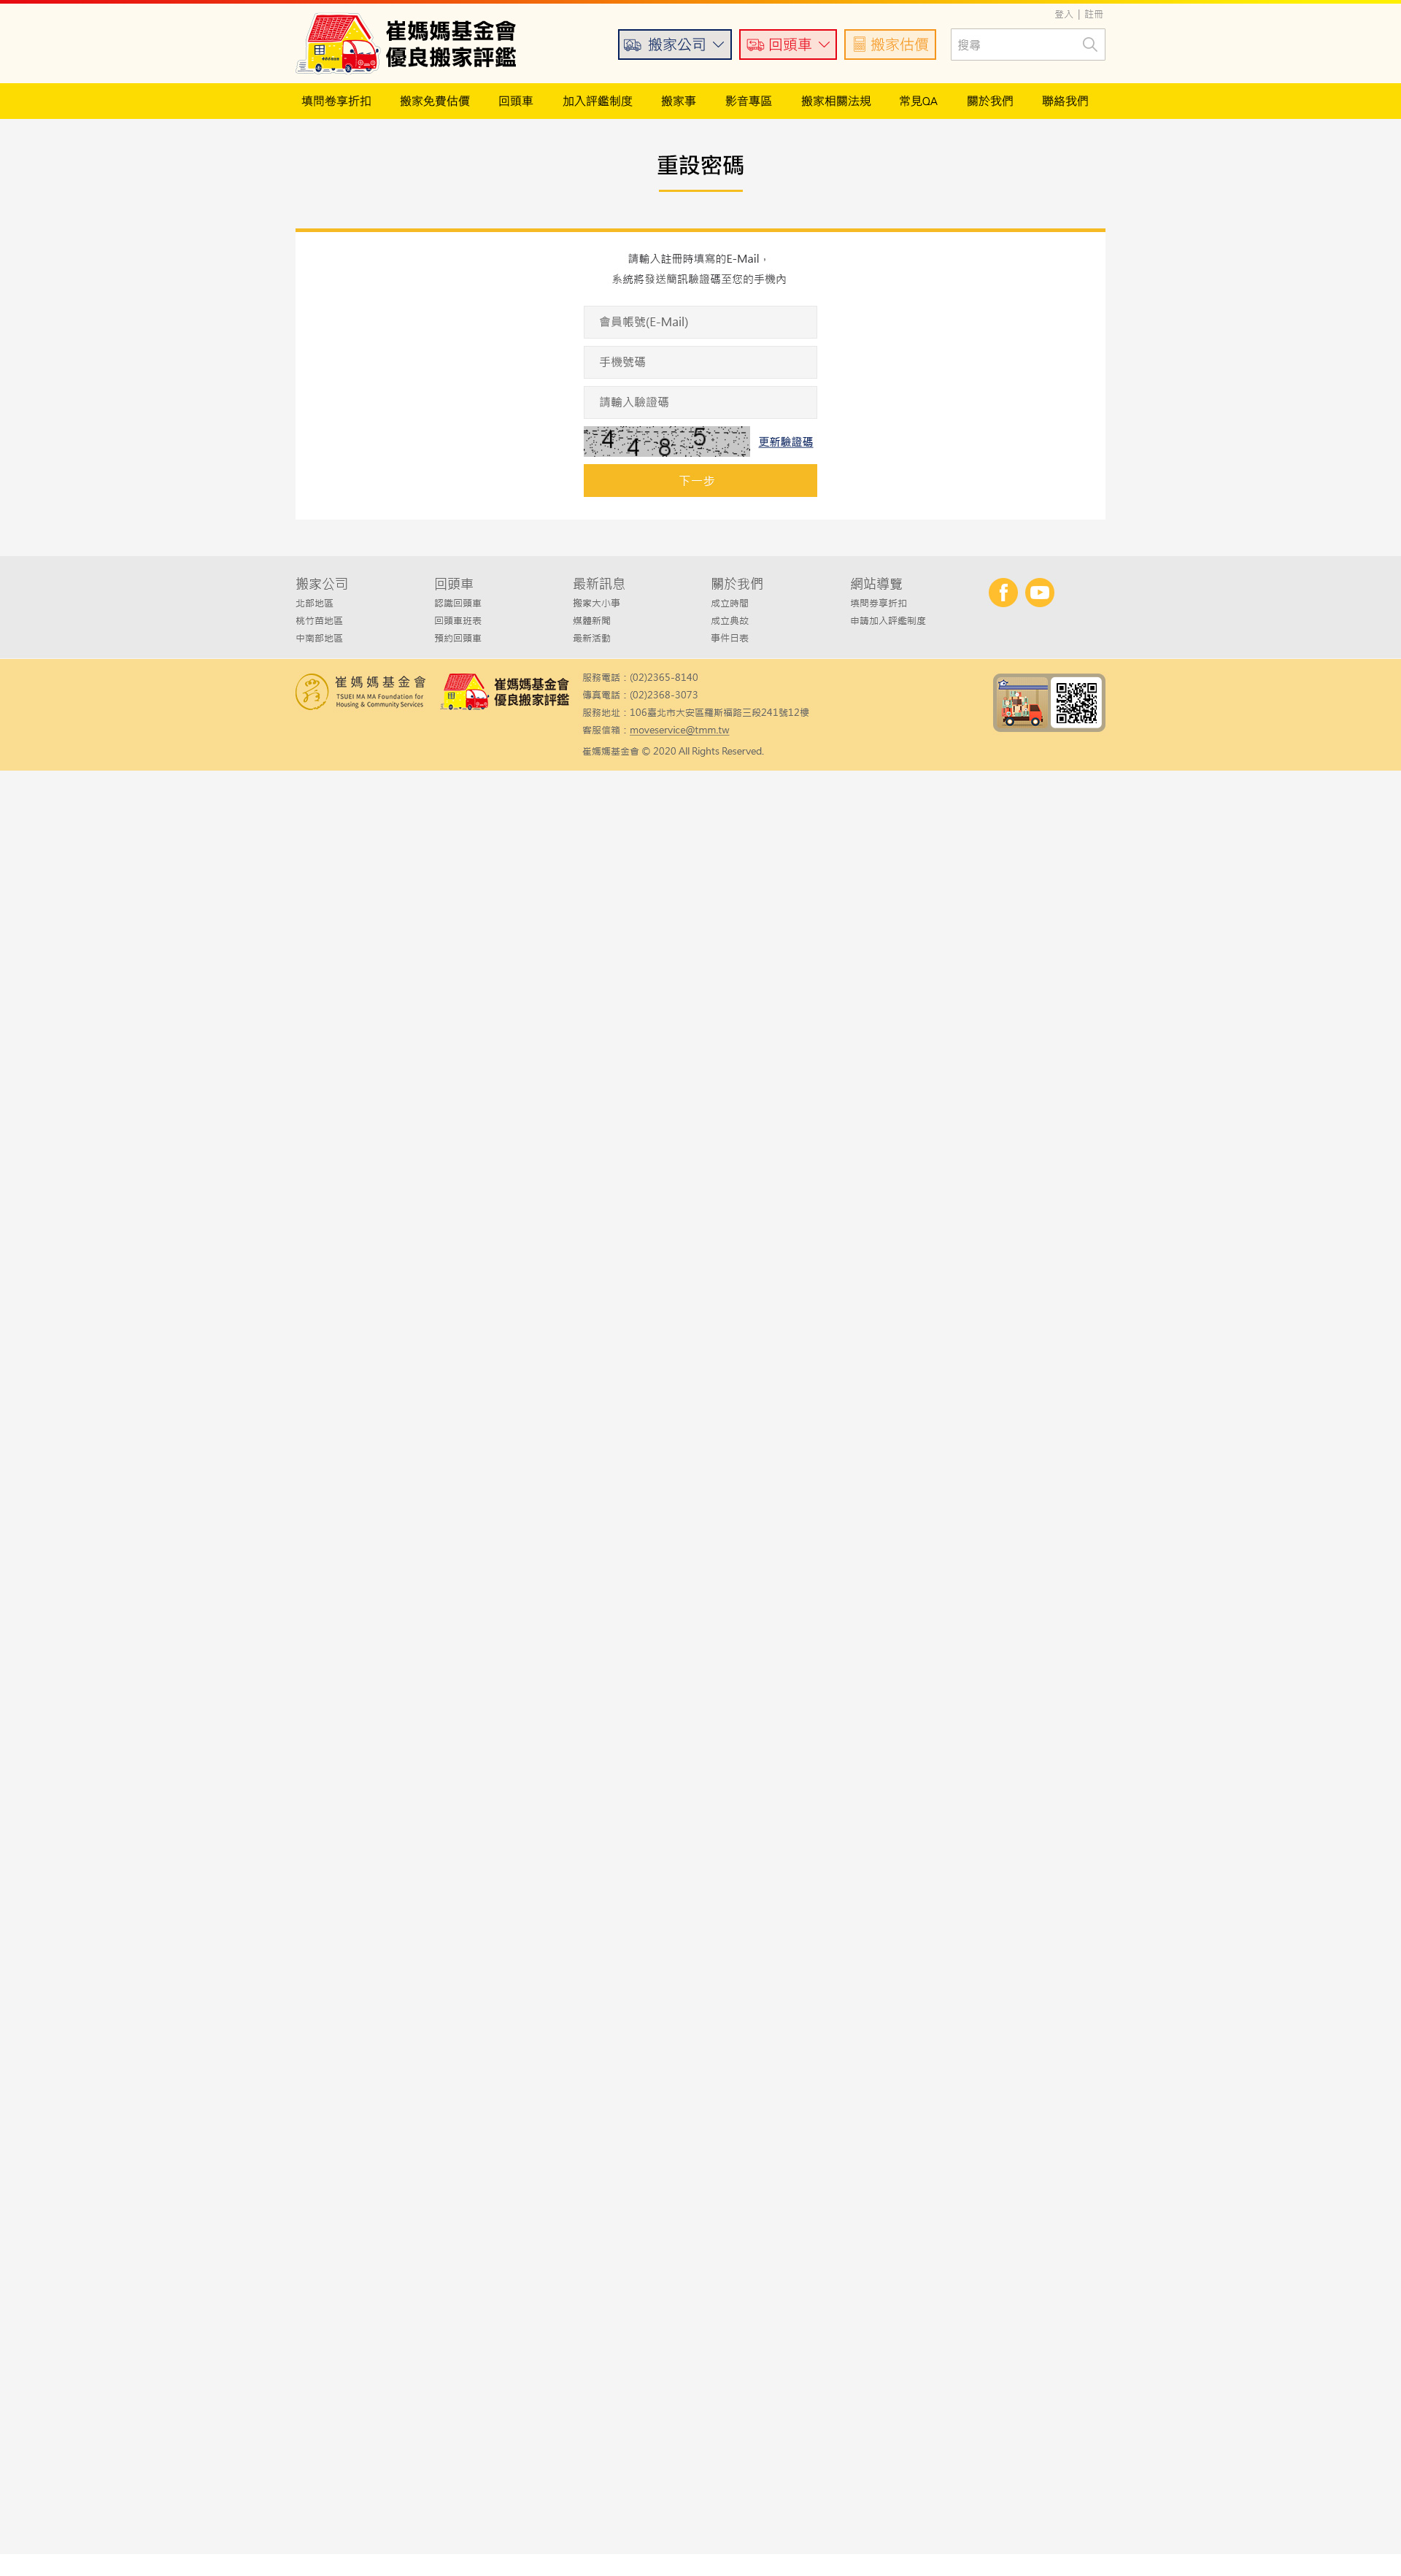 登入 | 註冊
崔媽媽基金會
優良搬家評鑑
搬家公司 回頭車 搬家估價 搜尋
填問卷享折扣 搬家免費估價 回頭車 加入評鑑制度 搬家事 影音專區 搬家相關法規 常見QA 關於我們 聯絡我們
重設密碼
請輸入註冊時填寫的E-Mail，
系統將發送簡訊驗證碼至您的手機內
會員帳號(E-Mail)
手機號碼
請輸入驗證碼
4 4 8 5 更新驗證碼
下一步
搬家公司
北部地區
桃竹苗地區
中南部地區
回頭車
認識回頭車
回頭車班表
預約回頭車
最新訊息
搬家大小事
媒體新聞
最新活動
關於我們
成立時間
成立典故
事件日表
網站導覽
填問券享折扣
申請加入評鑑制度
崔媽媽基金會
TSUEI MA MA Foundation for
Housing & Community Services
崔媽媽基金會
優良搬家評鑑
服務電話：(02)2365-8140
傳真電話：(02)2368-3073
服務地址：106臺北市大安區羅斯福路三段241號12樓
客服信箱：moveservice@tmm.tw
崔媽媽基金會 © 2020 All Rights Reserved.